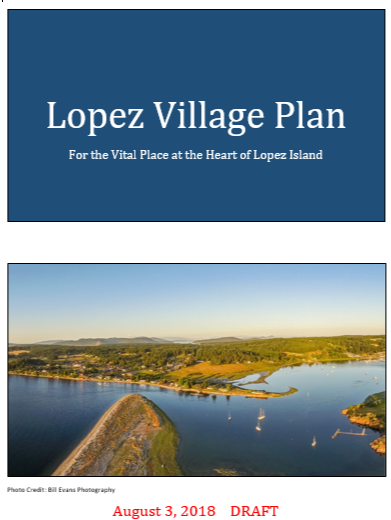 Lopez Village Plan
For the Vital Place at the Heart of Lopez Island
Photo Credit: Bill Evans Photography
August 3, 2018 DRAFT